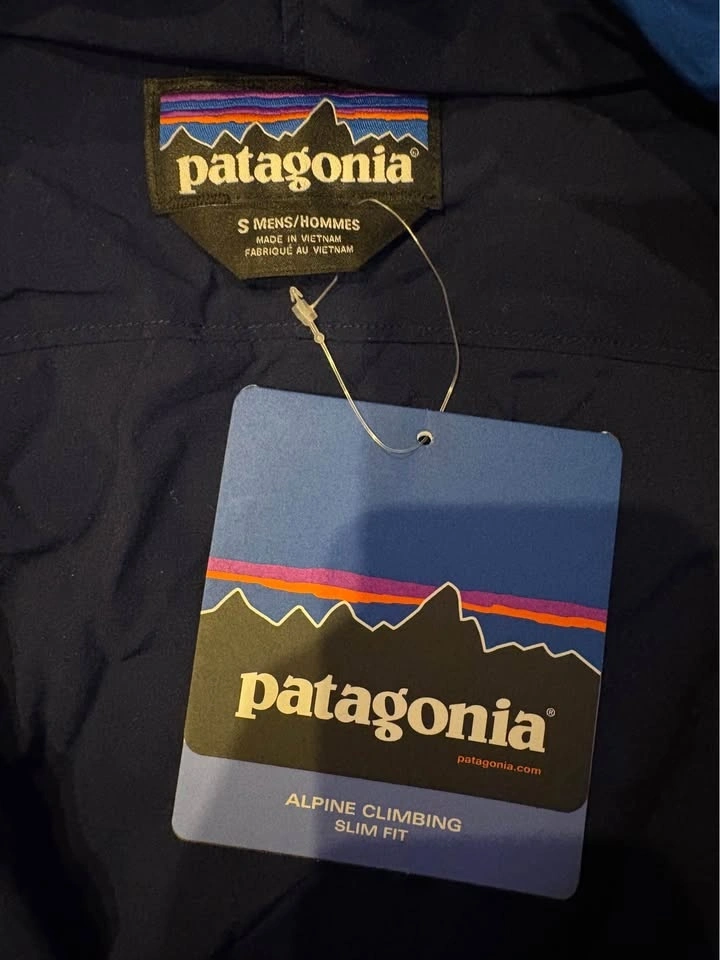 patagonia®
S MENS/HOMMES
MADE IN VIETNAM
FABRIQUÉ AU VIETNAM
patagonia®
patagonia.com
ALPINE CLIMBING
SLIM FIT